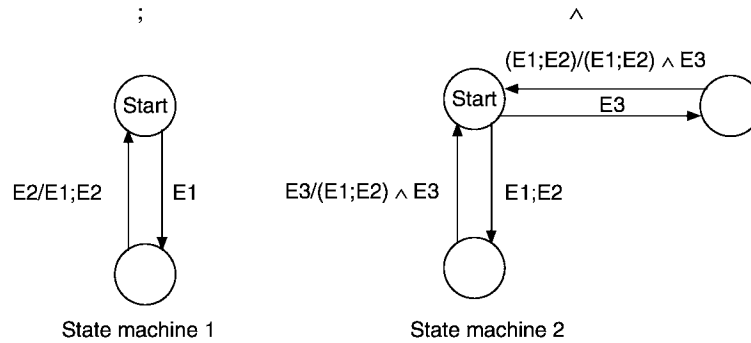 ; ∧
(E1;E2)/(E1;E2) ∧ E3
Start Start
E3
E2/E1;E2 E1 E3/(E1;E2) ∧ E3 E1;E2
State machine 1 State machine 2